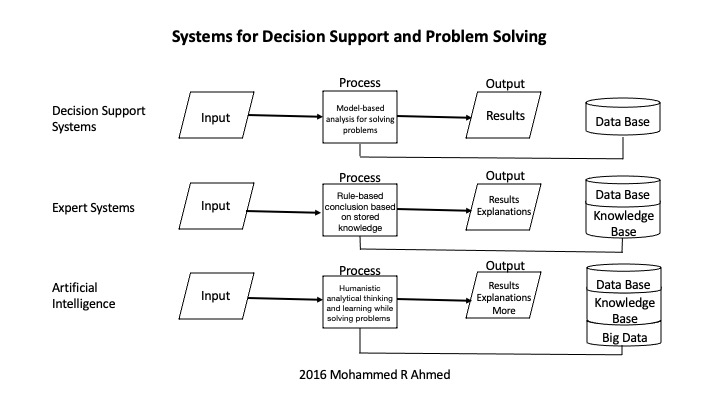 Systems for Decision Support and Problem Solving
Process
Output
Decision Support
Systems
Input
Model-based
analysis for solving
problems
Results
Data Base
Process
Output
Expert Systems
Input
Rule-based
conclusion based
on stored
knowledge
Results
Explanations
Data Base
Knowledge
Base
Process
Output
Artificial
Intelligence
Input
Humanistic
analytical thinking
and learning while
solving problems
Results
Explanations
More
Data Base
Knowledge
Base
Big Data
2016 Mohammed R Ahmed